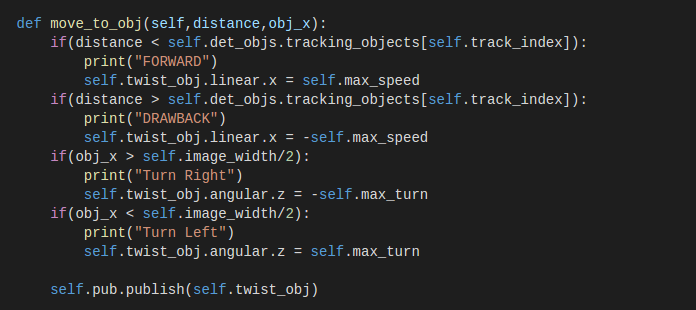 def move_to_obj(self,distance,obj_x):
    if(distance < self.det_objs.tracking_objects[self.track_index]):
        print("FORWARD")
        self.twist_obj.linear.x = self.max_speed
    if(distance > self.det_objs.tracking_objects[self.track_index]):
        print("DRAWBACK")
        self.twist_obj.linear.x = -self.max_speed
    if(obj_x > self.image_width/2):
        print("Turn Right")
        self.twist_obj.angular.z = -self.max_turn
    if(obj_x < self.image_width/2):
        print("Turn Left")
        self.twist_obj.angular.z = self.max_turn

    self.pub.publish(self.twist_obj)